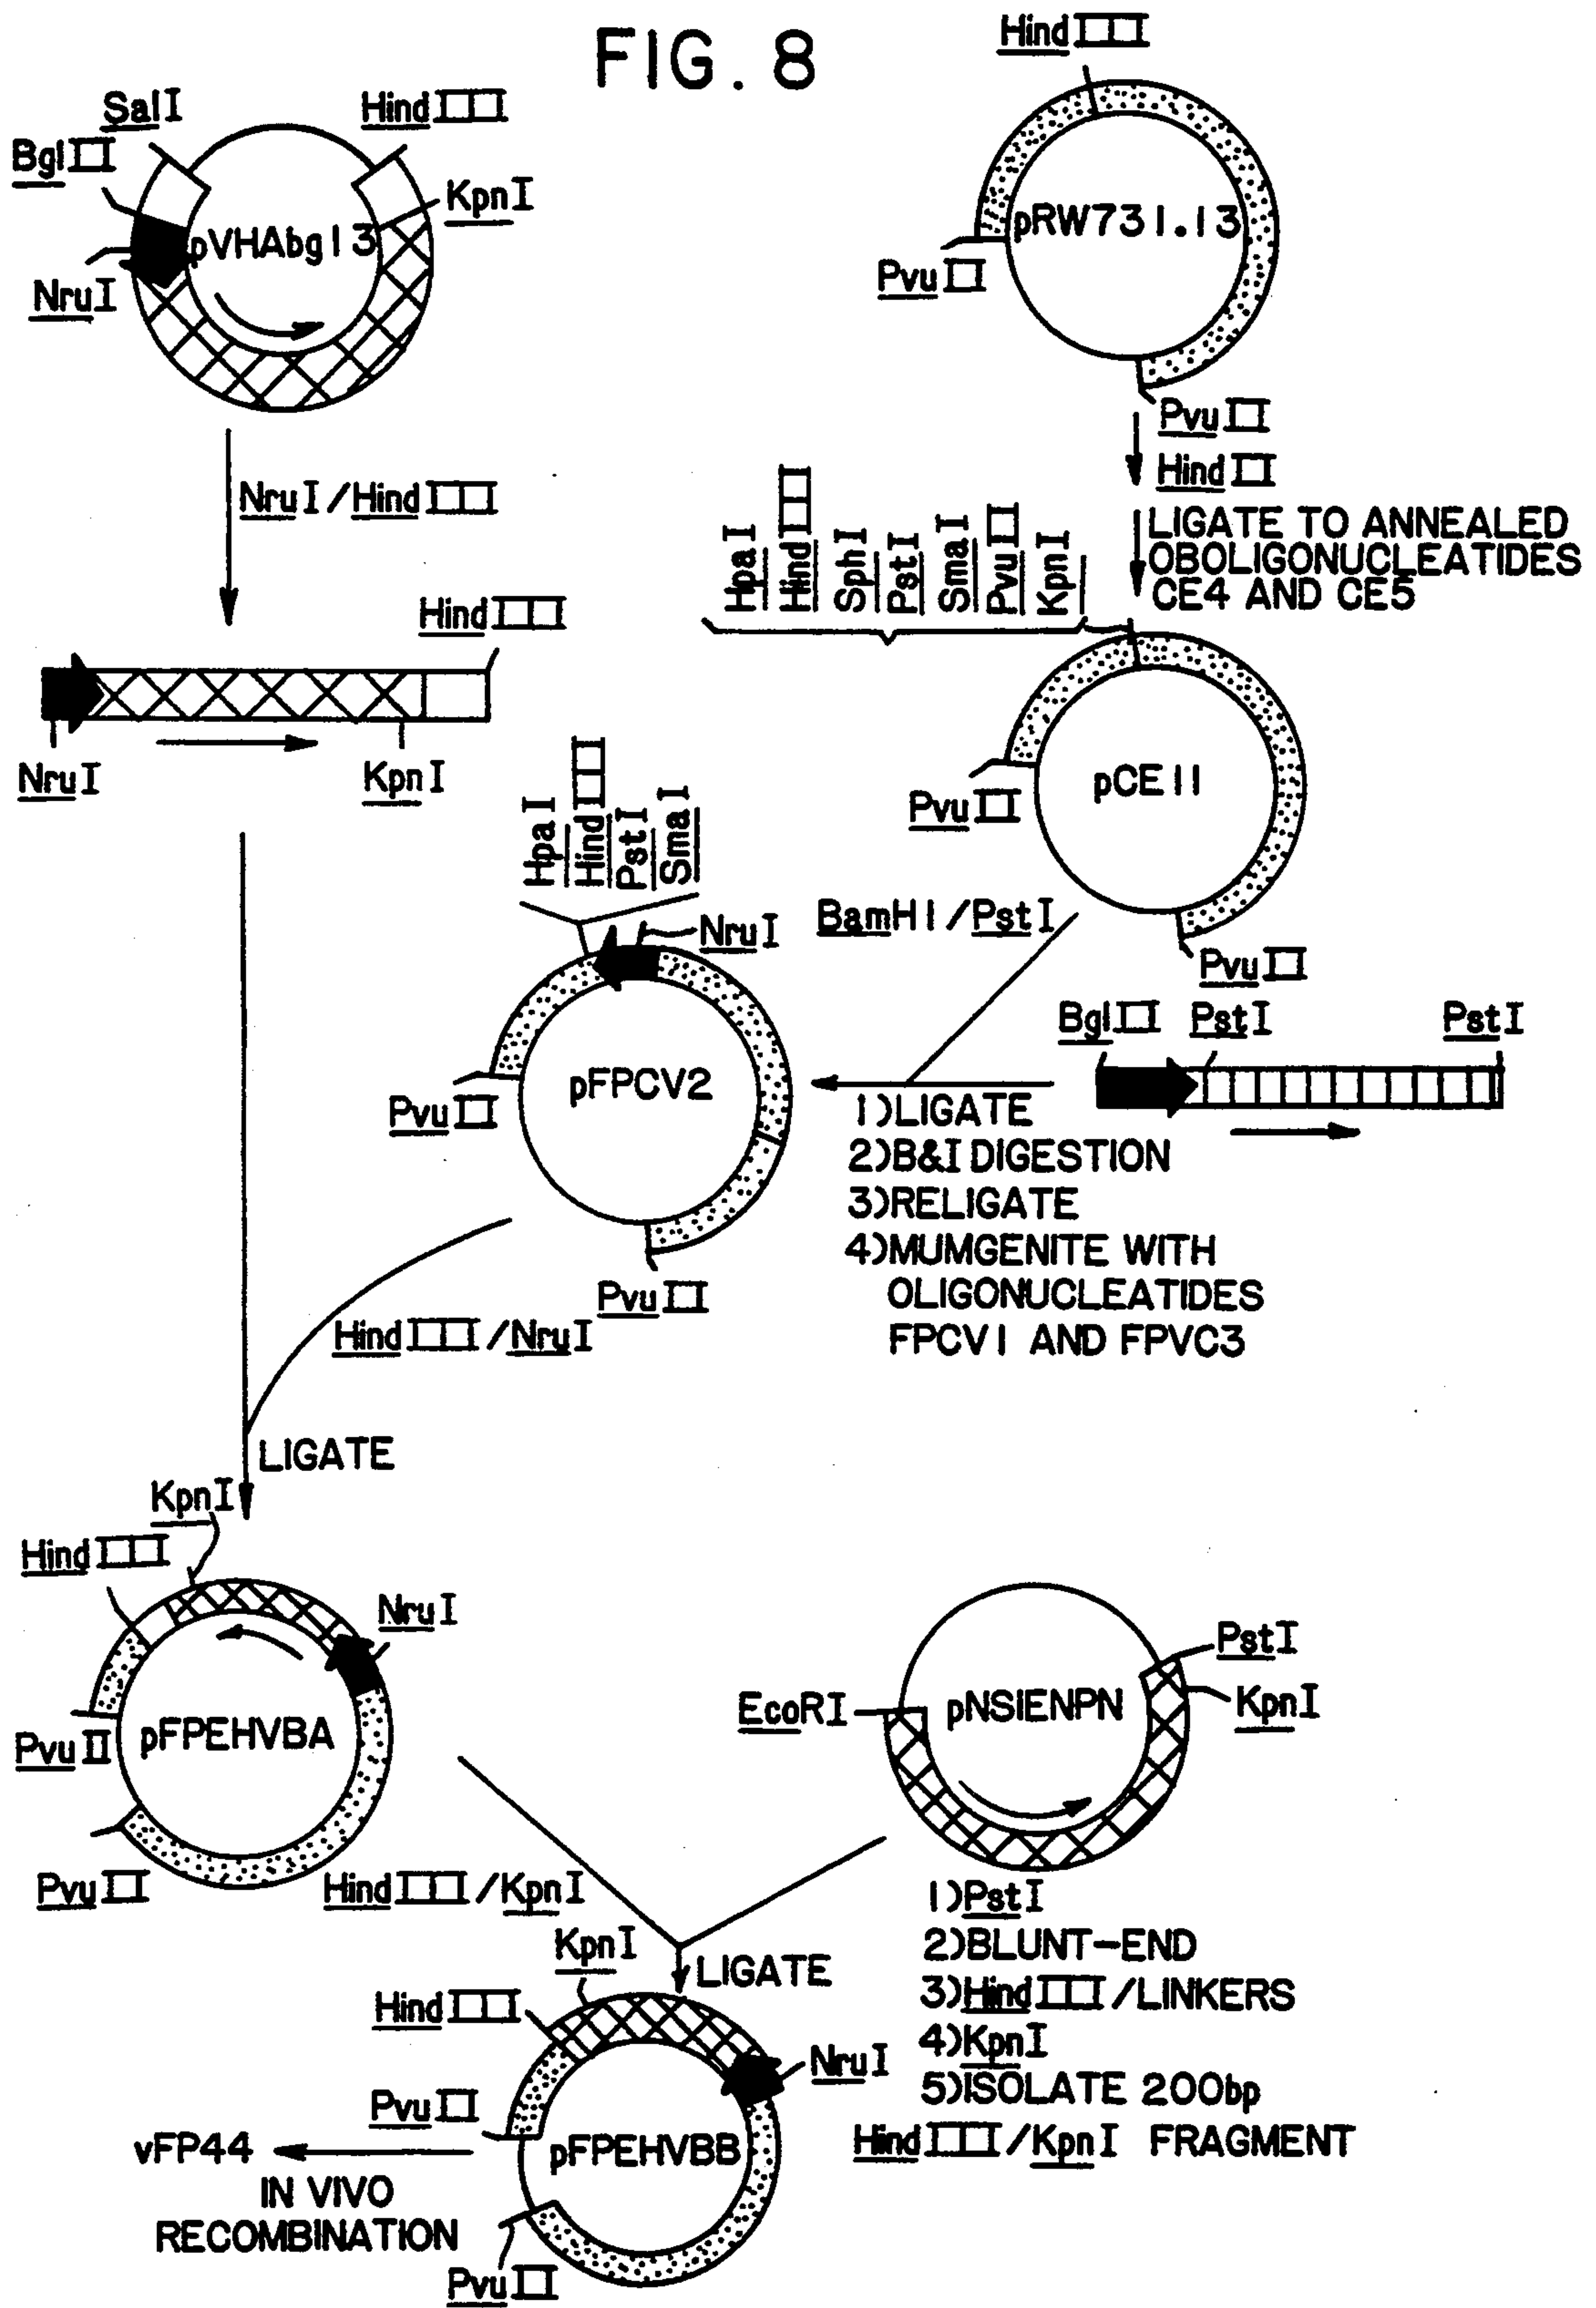 FIG. 8
SalI
HindIII
BglII
KpnI
pVHAbg13
NruI
NruI/HindIII
HindIII
NruI
KpnI
HindIII
pRW731.13
PvuII
PvuII
HindII
LIGATE TO ANNEALED
OBOLIGONUCLEATIDES
CE4 AND CE5
HpaI
HindIII
SphI
PstI
SmaI
PvuII
KpnI
pCE11
PvuII
PvuII
BamHI/PstI
HpaI
HindIII
PstI
SmaI
NruI
pFPCV2
PvuII
PvuII
BglII
PstI
PstI
1)LIGATE
2)B&I DIGESTION
3)RELIGATE
4)MUMGENITE WITH
OLIGONUCLEATIDES
FPCV1 AND FPVC3
HindIII/NruI
LIGATE
KpnI
HindIII
NruI
pFPEHVBA
PvuII
PvuII
HindIII/KpnI
EcoRI
pNSIENPN
PstI
KpnI
1)PstI
2)BLUNT-END
3)HindIII/LINKERS
4)KpnI
5)ISOLATE 200bp
HindIII/KpnI FRAGMENT
LIGATE
KpnI
HindIII
NruI
PvuII
pFPEHVBB
PvuII
vFP44
IN VIVO
RECOMBINATION